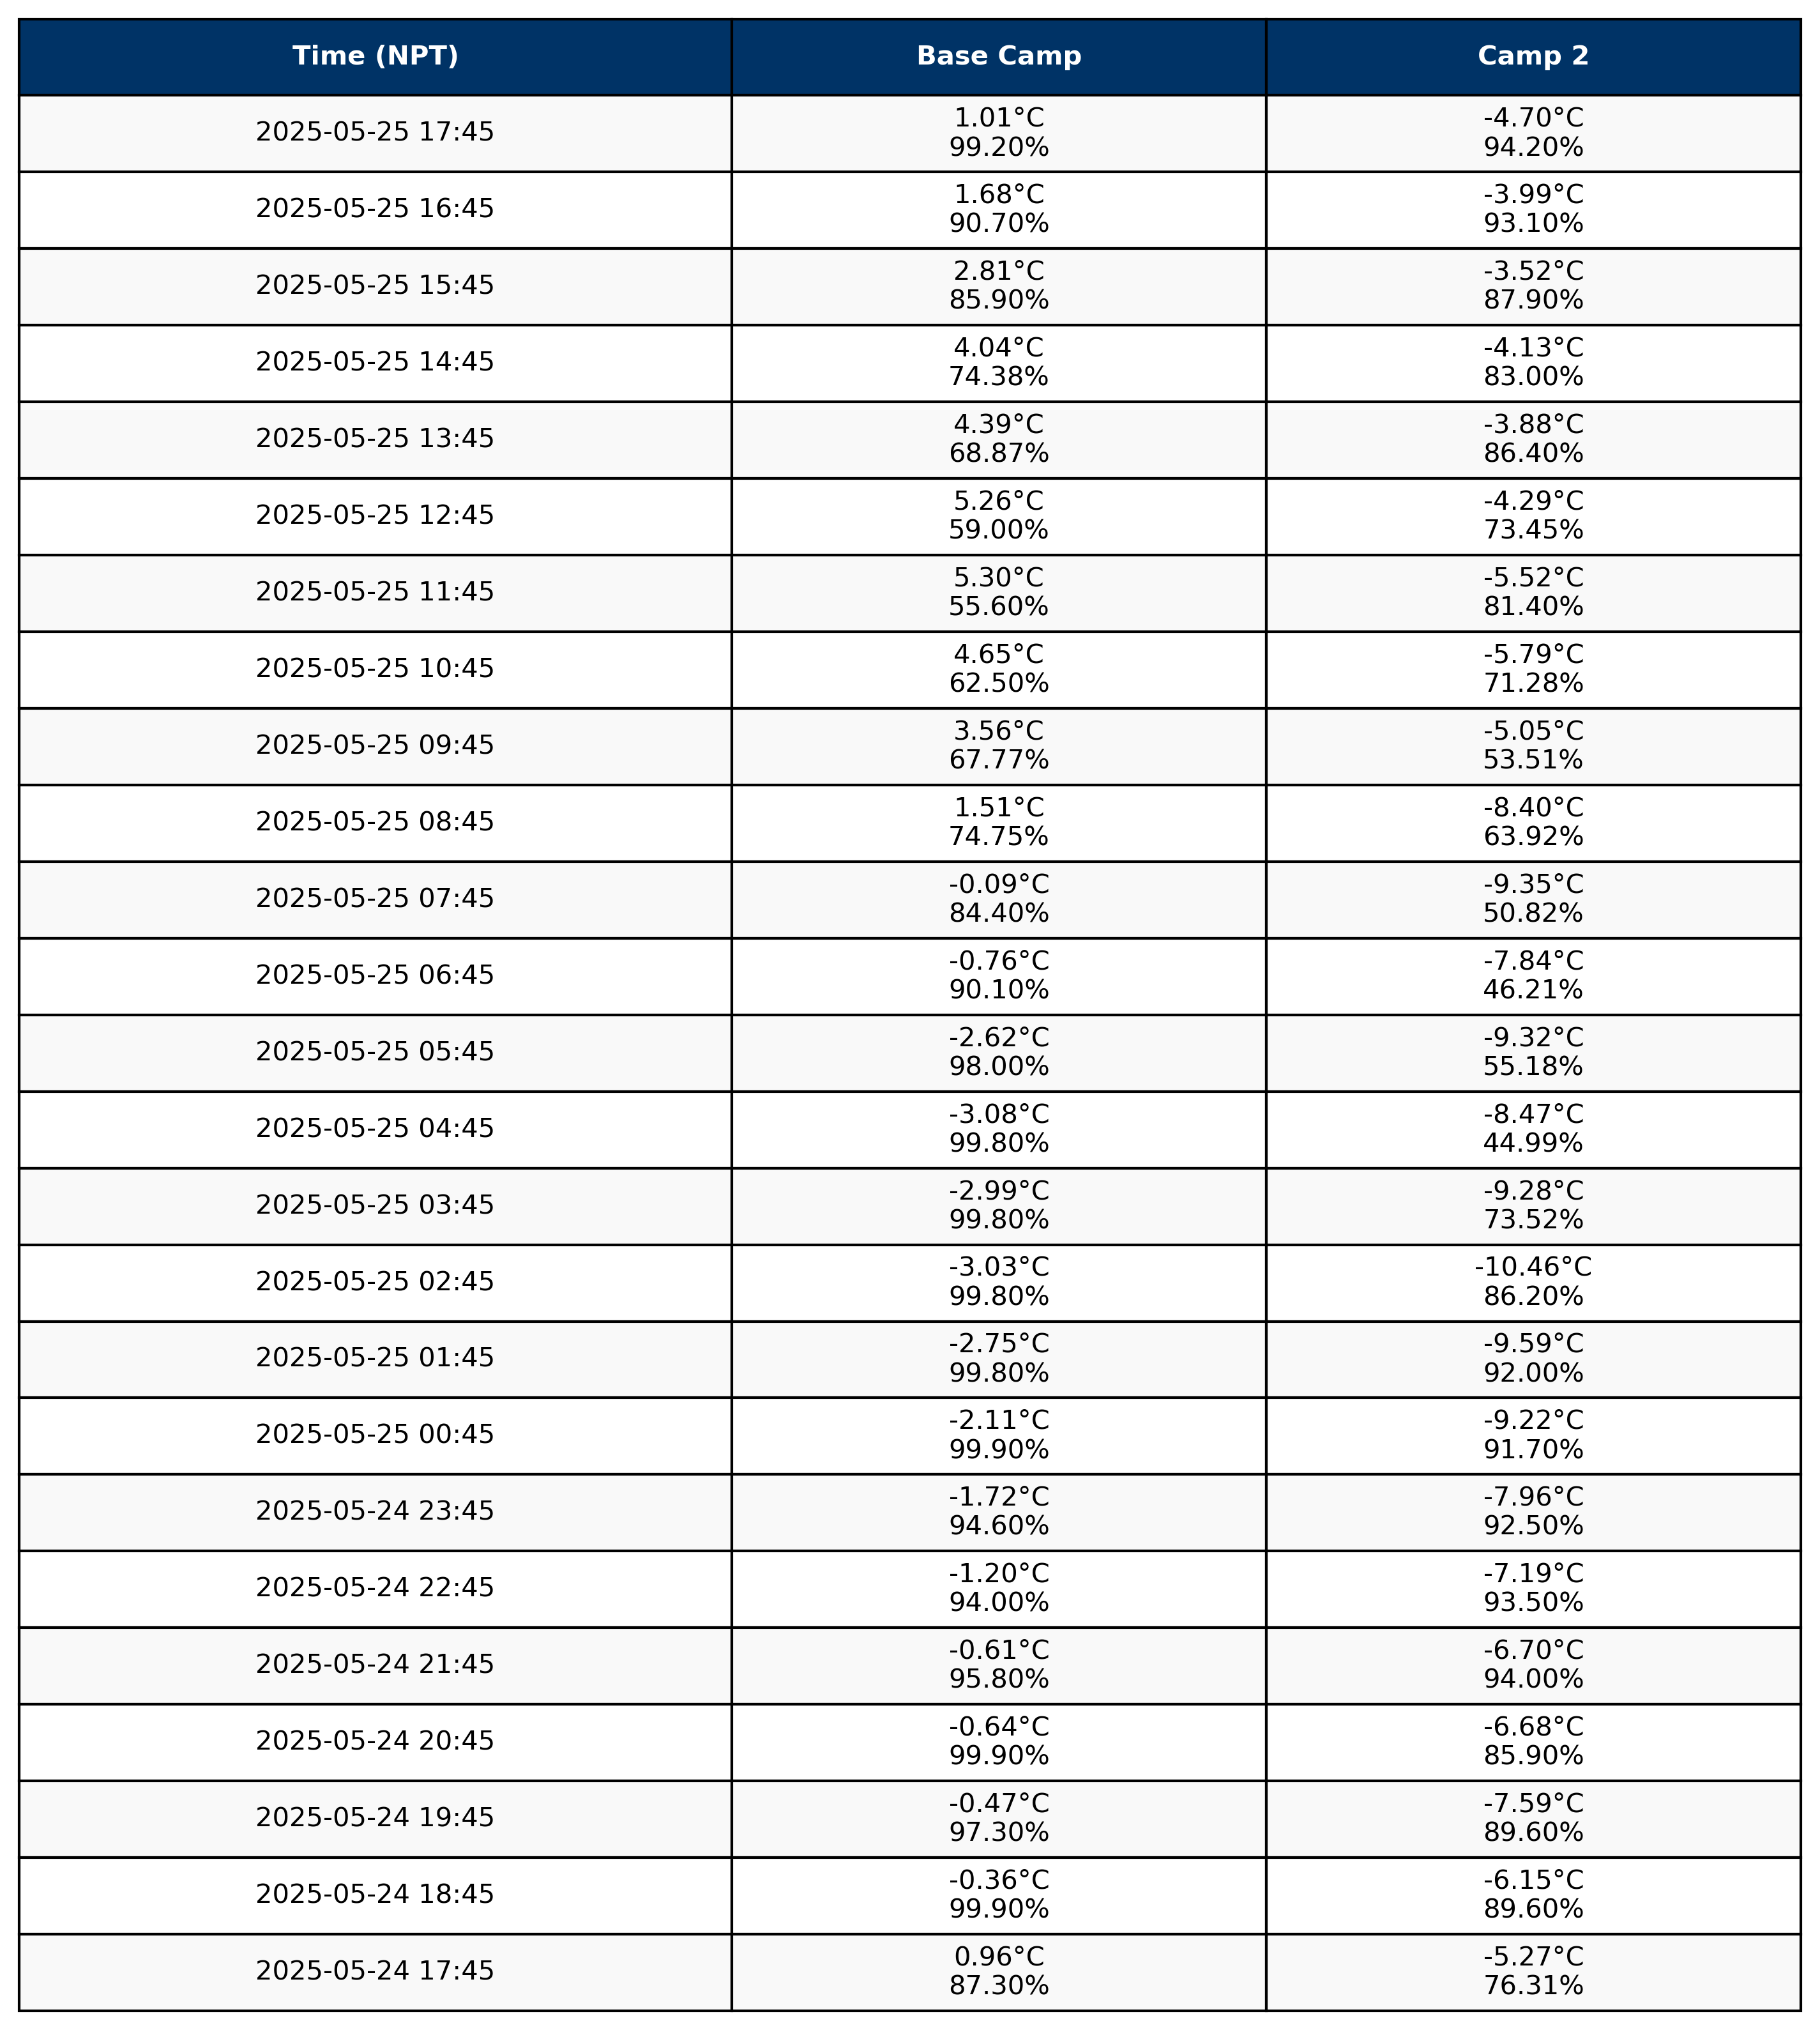 Time (NPT) Base Camp Camp 2
2025-05-25 17:45 1.01°C -4.70°C
99.20% 94.20%
2025-05-25 16:45 1.68°C -3.99°C
90.70% 93.10%
2025-05-25 15:45 2.81°C -3.52°C
85.90% 87.90%
2025-05-25 14:45 4.04°C -4.13°C
74.38% 83.00%
2025-05-25 13:45 4.39°C -3.88°C
68.87% 86.40%
2025-05-25 12:45 5.26°C -4.29°C
59.00% 73.45%
2025-05-25 11:45 5.30°C -5.52°C
55.60% 81.40%
2025-05-25 10:45 4.65°C -5.79°C
62.50% 71.28%
2025-05-25 09:45 3.56°C -5.05°C
67.77% 53.51%
2025-05-25 08:45 1.51°C -8.40°C
74.75% 63.92%
2025-05-25 07:45 -0.09°C -9.35°C
84.40% 50.82%
2025-05-25 06:45 -0.76°C -7.84°C
90.10% 46.21%
2025-05-25 05:45 -2.62°C -9.32°C
98.00% 55.18%
2025-05-25 04:45 -3.08°C -8.47°C
99.80% 44.99%
2025-05-25 03:45 -2.99°C -9.28°C
99.80% 73.52%
2025-05-25 02:45 -3.03°C -10.46°C
99.80% 86.20%
2025-05-25 01:45 -2.75°C -9.59°C
99.80% 92.00%
2025-05-25 00:45 -2.11°C -9.22°C
99.90% 91.70%
2025-05-24 23:45 -1.72°C -7.96°C
94.60% 92.50%
2025-05-24 22:45 -1.20°C -7.19°C
94.00% 93.50%
2025-05-24 21:45 -0.61°C -6.70°C
95.80% 94.00%
2025-05-24 20:45 -0.64°C -6.68°C
99.90% 85.90%
2025-05-24 19:45 -0.47°C -7.59°C
97.30% 89.60%
2025-05-24 18:45 -0.36°C -6.15°C
99.90% 89.60%
2025-05-24 17:45 0.96°C -5.27°C
87.30% 76.31%